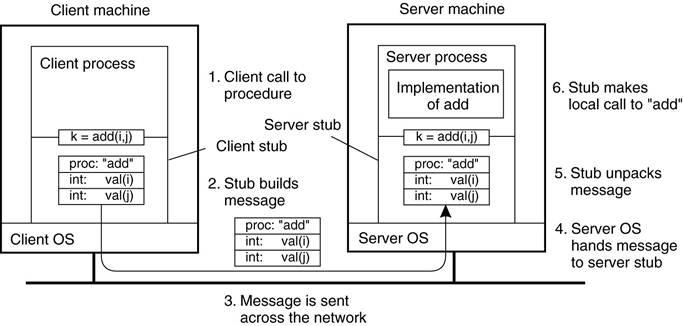 Client machine
Server machine
Client process
Server process
1. Client call to
procedure
Implementation
of add
6. Stub makes
local call to "add"
Server stub
k = add(i,j)
k = add(i,j)
Client stub
proc: "add"
int: val(i)
int: val(j)
proc: "add"
int: val(i)
int: val(j)
5. Stub unpacks
message
2. Stub builds
message
proc: "add"
int: val(i)
int: val(j)
4. Server OS
hands message
to server stub
Client OS
Server OS
3. Message is sent
across the network